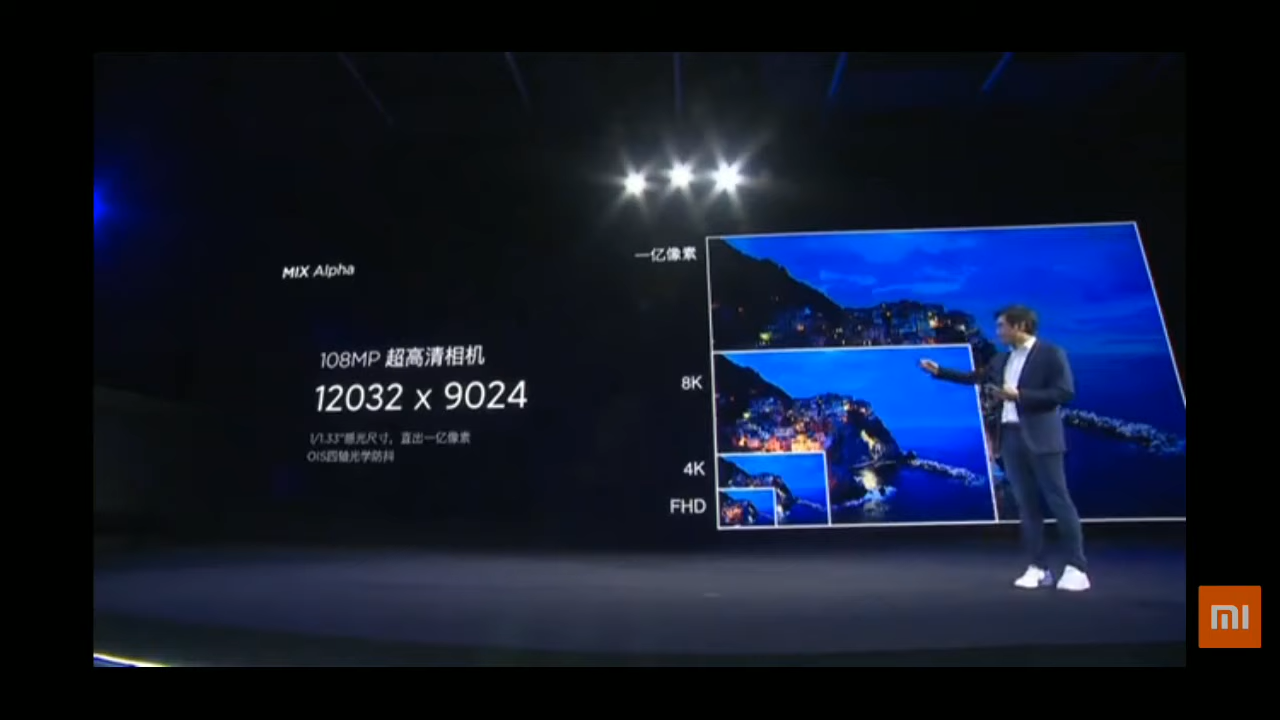 MIX Alpha
108MP 超高清相机
12032 x 9024
1/1.33"感光尺寸，直出一亿像素
OIS四轴光学防抖
一亿像素
8K
4K
FHD
mi